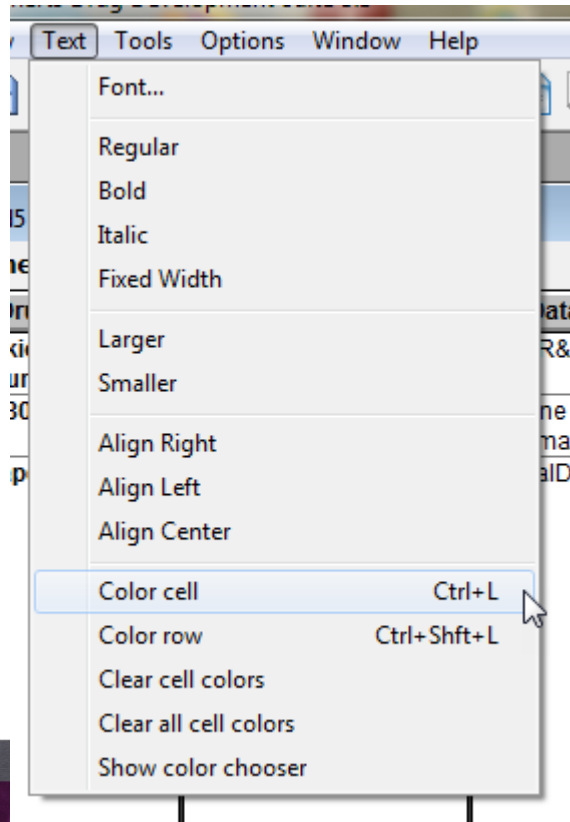 Text Tools Options Window Help
Font...
Regular
Bold
Italic
Fixed Width
Larger
Smaller
Align Right
Align Left
Align Center
Color cell Ctrl+L
Color row Ctrl+Shft+L
Clear cell colors
Clear all cell colors
Show color chooser